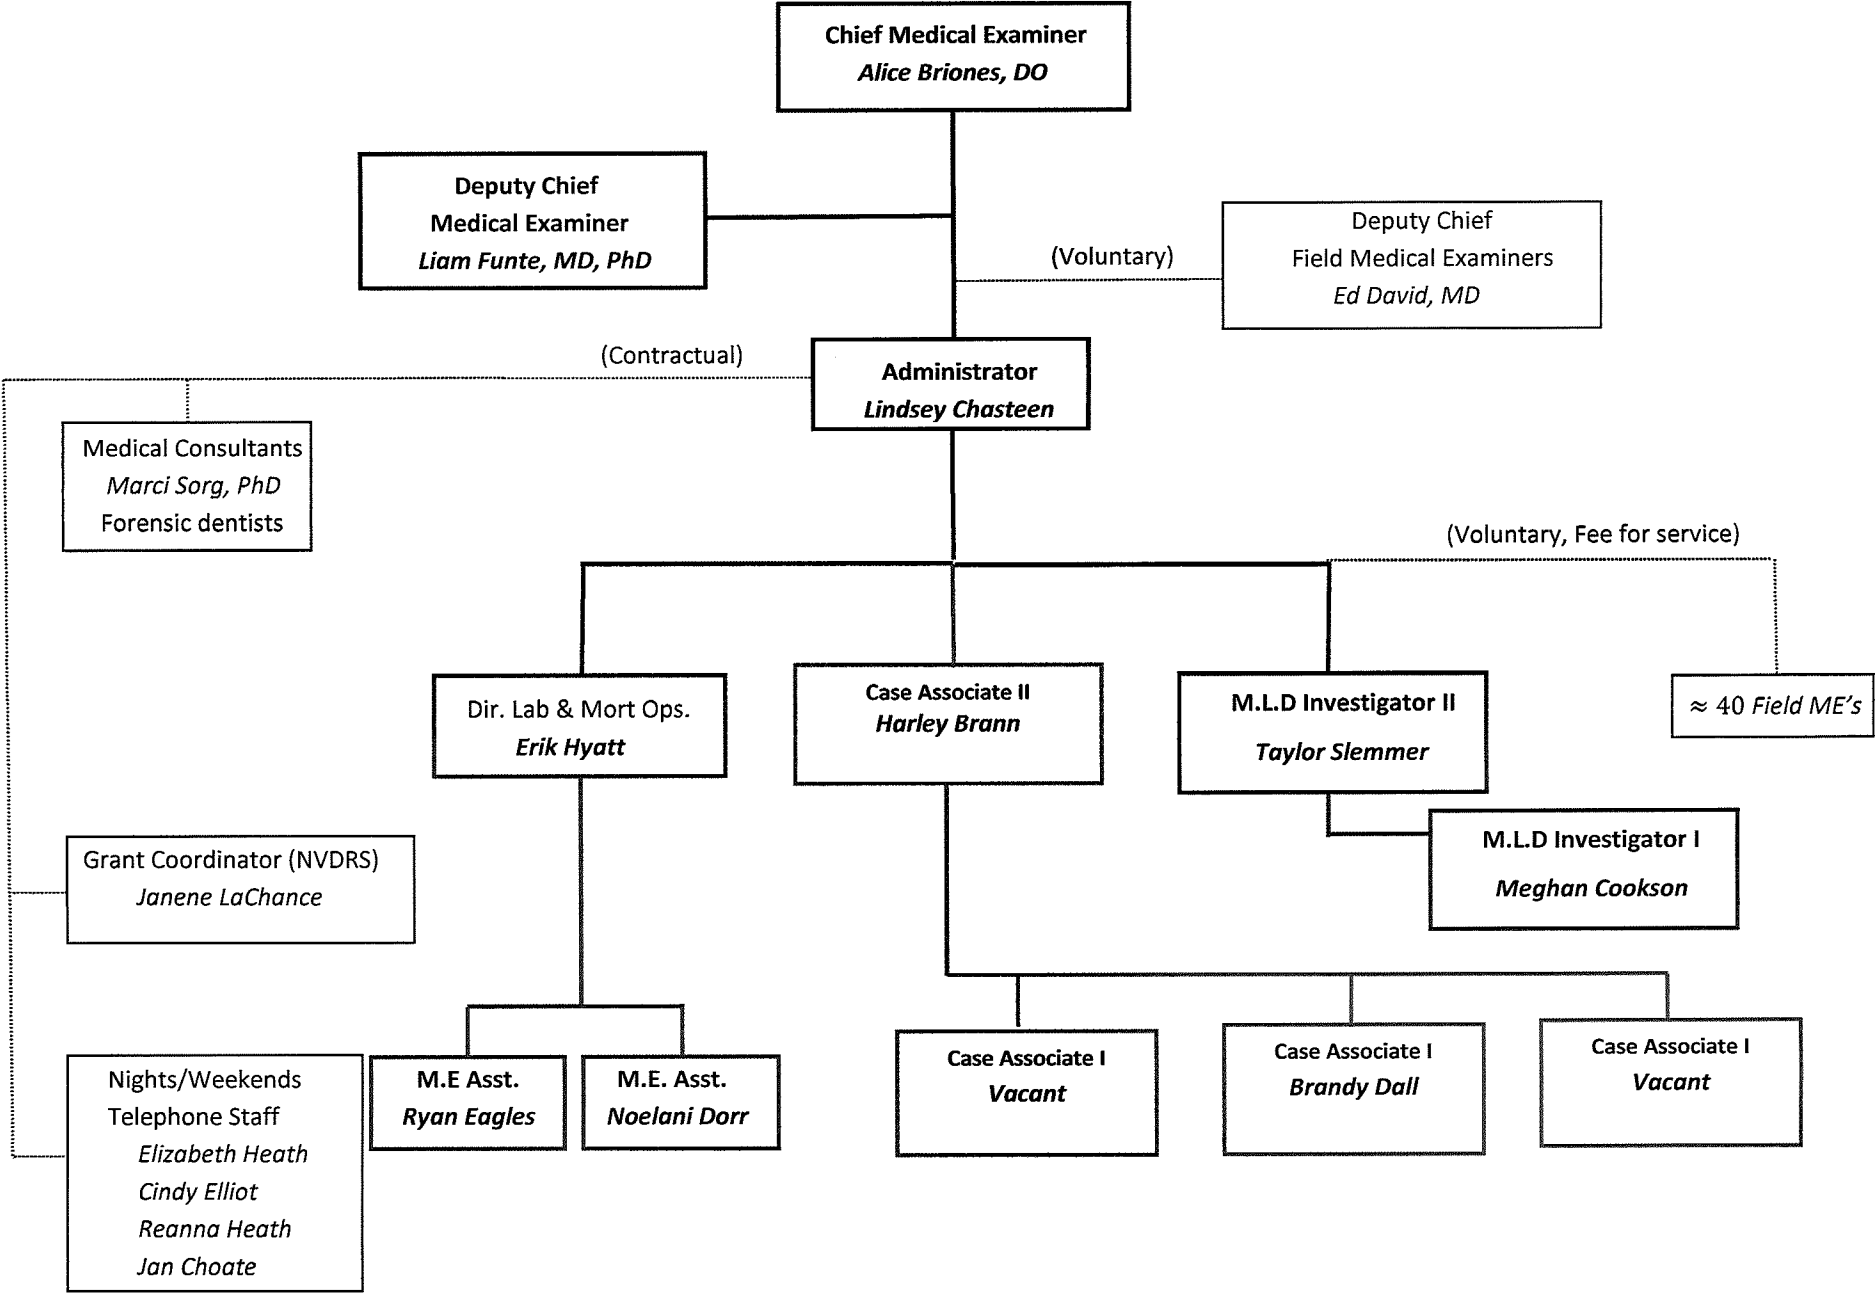 Chief Medical Examiner
Alice Briones, DO
Deputy Chief
Medical Examiner
Liam Funte, MD, PhD
(Voluntary)
Deputy Chief
Field Medical Examiners
Ed David, MD
(Contractual)
Administrator
Lindsey Chasteen
Medical Consultants
Marci Sorg, PhD
Forensic dentists
(Voluntary, Fee for service)
Dir. Lab & Mort Ops.
Erik Hyatt
Case Associate II
Harley Brann
M.L.D Investigator II
Taylor Slemmer
≈ 40 Field ME's
M.L.D Investigator I
Meghan Cookson
Grant Coordinator (NVDRS)
Janene LaChance
Nights/Weekends
Telephone Staff
Elizabeth Heath
Cindy Elliot
Reanna Heath
Jan Choate
M.E Asst.
Ryan Eagles
M.E. Asst.
Noelani Dorr
Case Associate I
Vacant
Case Associate I
Brandy Dall
Case Associate I
Vacant